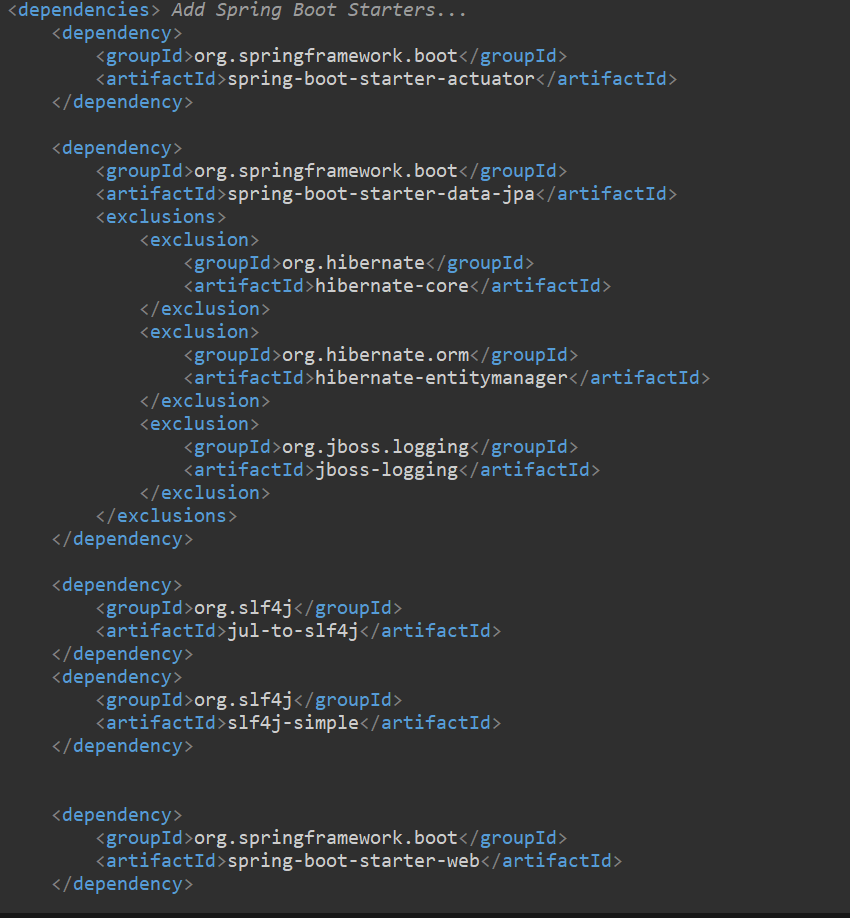 <dependencies> Add Spring Boot Starters...
<dependency>
<groupId>org.springframework.boot</groupId>
<artifactId>spring-boot-starter-actuator</artifactId>
</dependency>
<dependency>
<groupId>org.springframework.boot</groupId>
<artifactId>spring-boot-starter-data-jpa</artifactId>
<exclusions>
<exclusion>
<groupId>org.hibernate</groupId>
<artifactId>hibernate-core</artifactId>
</exclusion>
<exclusion>
<groupId>org.hibernate.orm</groupId>
<artifactId>hibernate-entitymanager</artifactId>
</exclusion>
<exclusion>
<groupId>org.jboss.logging</groupId>
<artifactId>jboss-logging</artifactId>
</exclusion>
</exclusions>
</dependency>
<dependency>
<groupId>org.slf4j</groupId>
<artifactId>jul-to-slf4j</artifactId>
</dependency>
<dependency>
<groupId>org.slf4j</groupId>
<artifactId>slf4j-simple</artifactId>
</dependency>
<dependency>
<groupId>org.springframework.boot</groupId>
<artifactId>spring-boot-starter-web</artifactId>
</dependency>